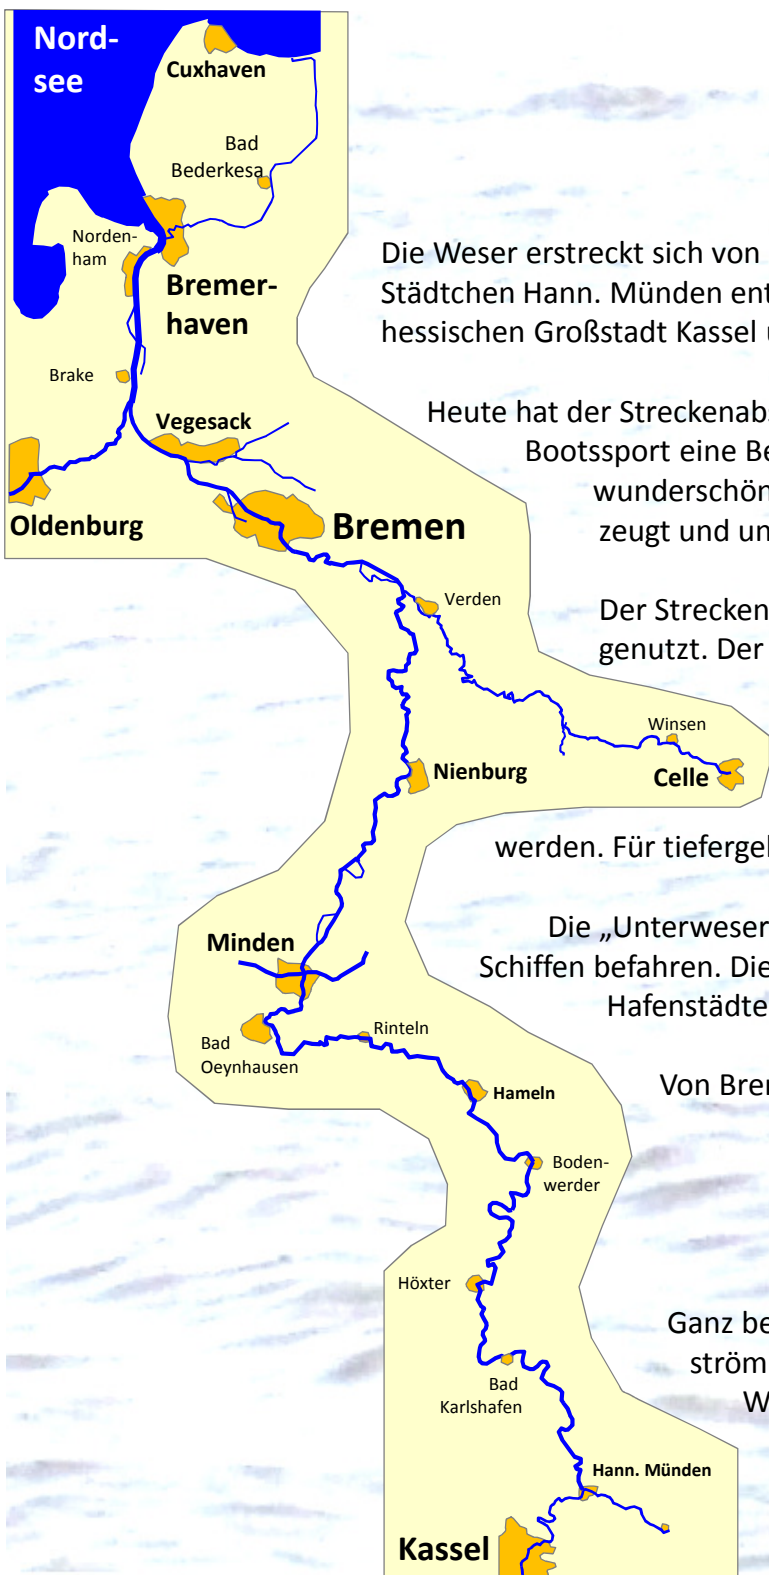 Nord-
see
Cuxhaven
Bad
Bederkesa
Norden-
ham
Bremer-
haven
Brake
Vegesack
Oldenburg
Bremen
Verden
Winsen
Celle
Nienburg
Minden
Bad
Oeynhausen
Rinteln
Hameln
Boden-
werder
Höxter
Bad
Karlshafen
Hann. Münden
Kassel
Die Weser erstreckt sich von
Städtchen Hann. Münden ent
hessischen Großstadt Kassel
Heute hat der Streckenabs
Bootssport eine Be
wunderschön
zeugt und un
Der Strecken
genutzt. Der
werden. Für tiefergel
Die „Unterweser
Schiffen befahren. Die
Hafenstädte
Von Brem
Ganz be
ström
W